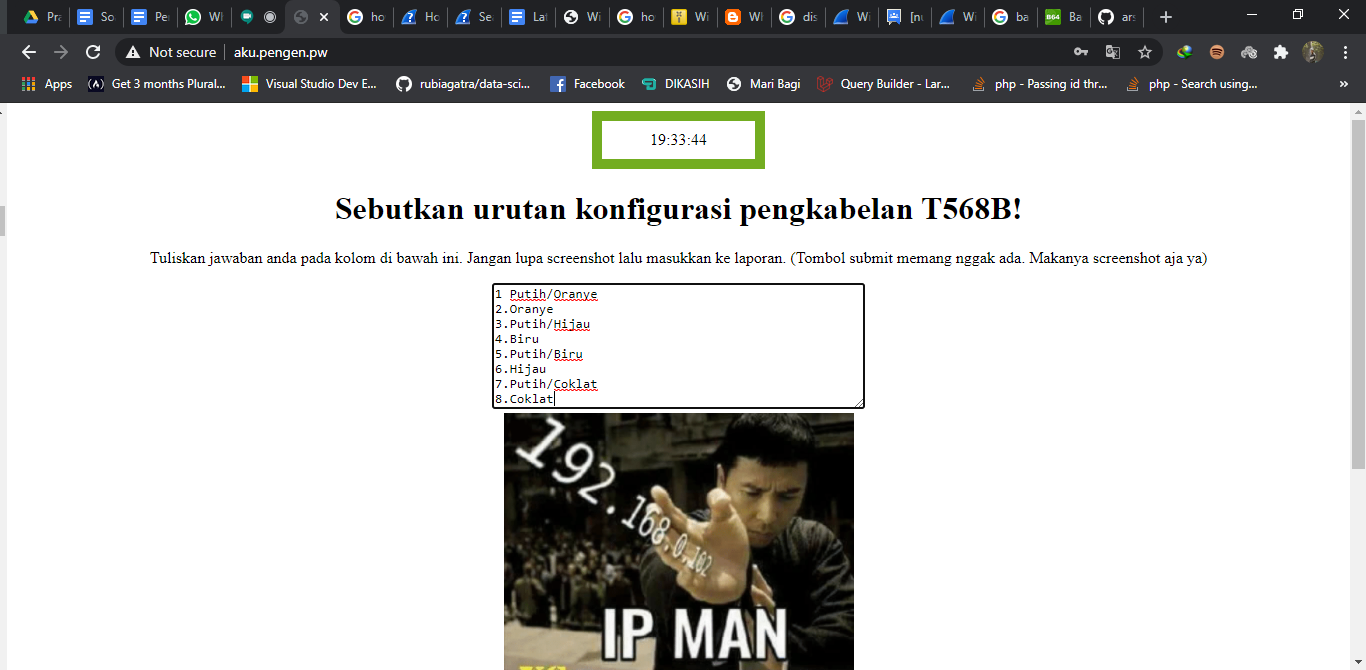 Pra
So
Per
Wl
ho
Ho
Se
Lat
Wi
ho
Wi
Wl
dis
Wi
[n
Wi
ba
B64
Ba
ars
Not secure
aku.pengen.pw
Apps
Get 3 months Plural...
Visual Studio Dev E...
rubiagatra/data-sci...
Facebook
DIKASIH
Mari Bagi
Query Builder - Lar...
php - Passing id thr...
php - Search using...
»
19:33:44
Sebutkan urutan konfigurasi pengkabelan T568B!
Tuliskan jawaban anda pada kolom di bawah ini. Jangan lupa screenshot lalu masukkan ke laporan. (Tombol submit memang nggak ada. Makanya screenshot aja ya)
1 Putih/Oranye
2.Oranye
3.Putih/Hijau
4.Biru
5.Putih/Biru
6.Hijau
7.Putih/Coklat
8.Coklat
192.168.0.102
IP MAN